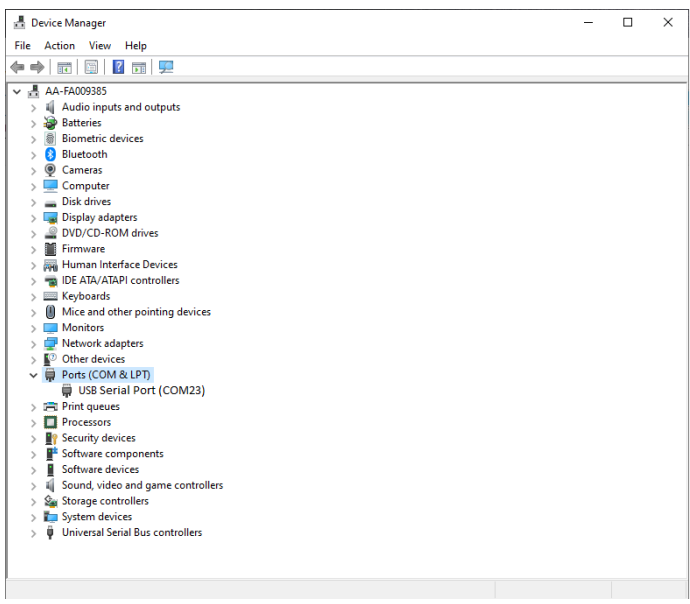 Device Manager
File Action View Help
AA-FA009385
Audio inputs and outputs
Batteries
Biometric devices
Bluetooth
Cameras
Computer
Disk drives
Display adapters
DVD/CD-ROM drives
Firmware
Human Interface Devices
IDE ATA/ATAPI controllers
Keyboards
Mice and other pointing devices
Monitors
Network adapters
Other devices
Ports (COM & LPT)
USB Serial Port (COM23)
Print queues
Processors
Security devices
Software components
Software devices
Sound, video and game controllers
Storage controllers
System devices
Universal Serial Bus controllers